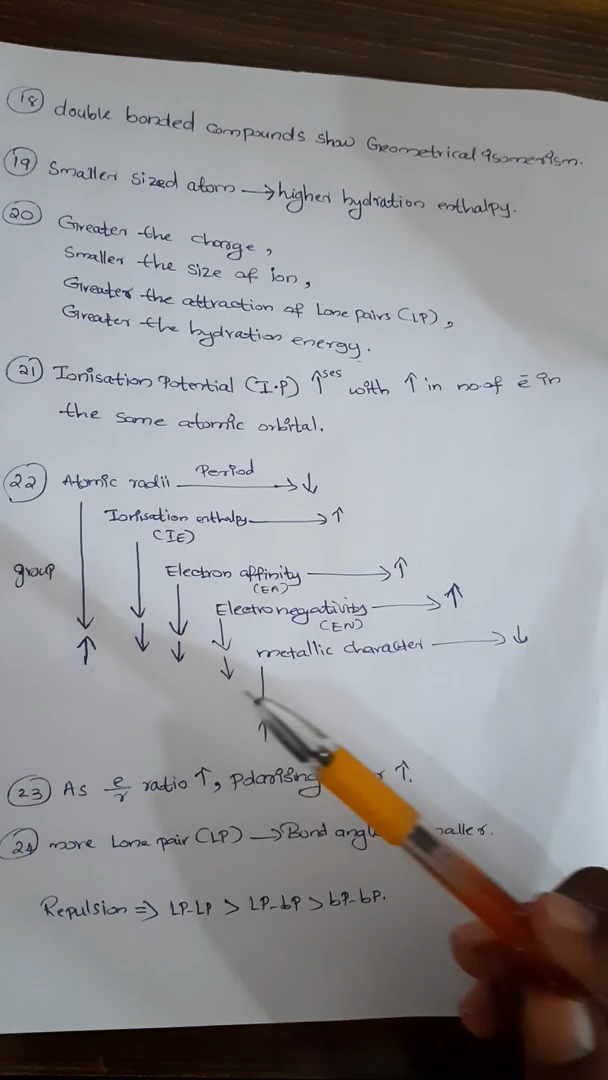 (18) double bonded compounds show Geometrical isomerism.
(19) Smaller sized atom → higher hydration enthalpy.
(20) Greater the charge,
Smaller the size of ion,
Greater the attraction of Lone pairs (LP),
Greater the hydration energy.
(21) Ionisation Potential (I.P) ↑ses with ↑ in no of ē in
the same atomic orbital.
(22) Atomic radii Period → ↓
Ionisation enthalpy → ↑
(IE)
group
Electron affinity → ↑
(EA)
Electronegativity → ↑
(EN)
metallic character → ↓
↑ ↓ ↓ ↓ ↑
(23) As e/r ratio ↑, Polarising ↑.
(24) more Lone pair (LP) → Bond
Repulsion ⇒ LP-LP > LP-bP > bP-bP.